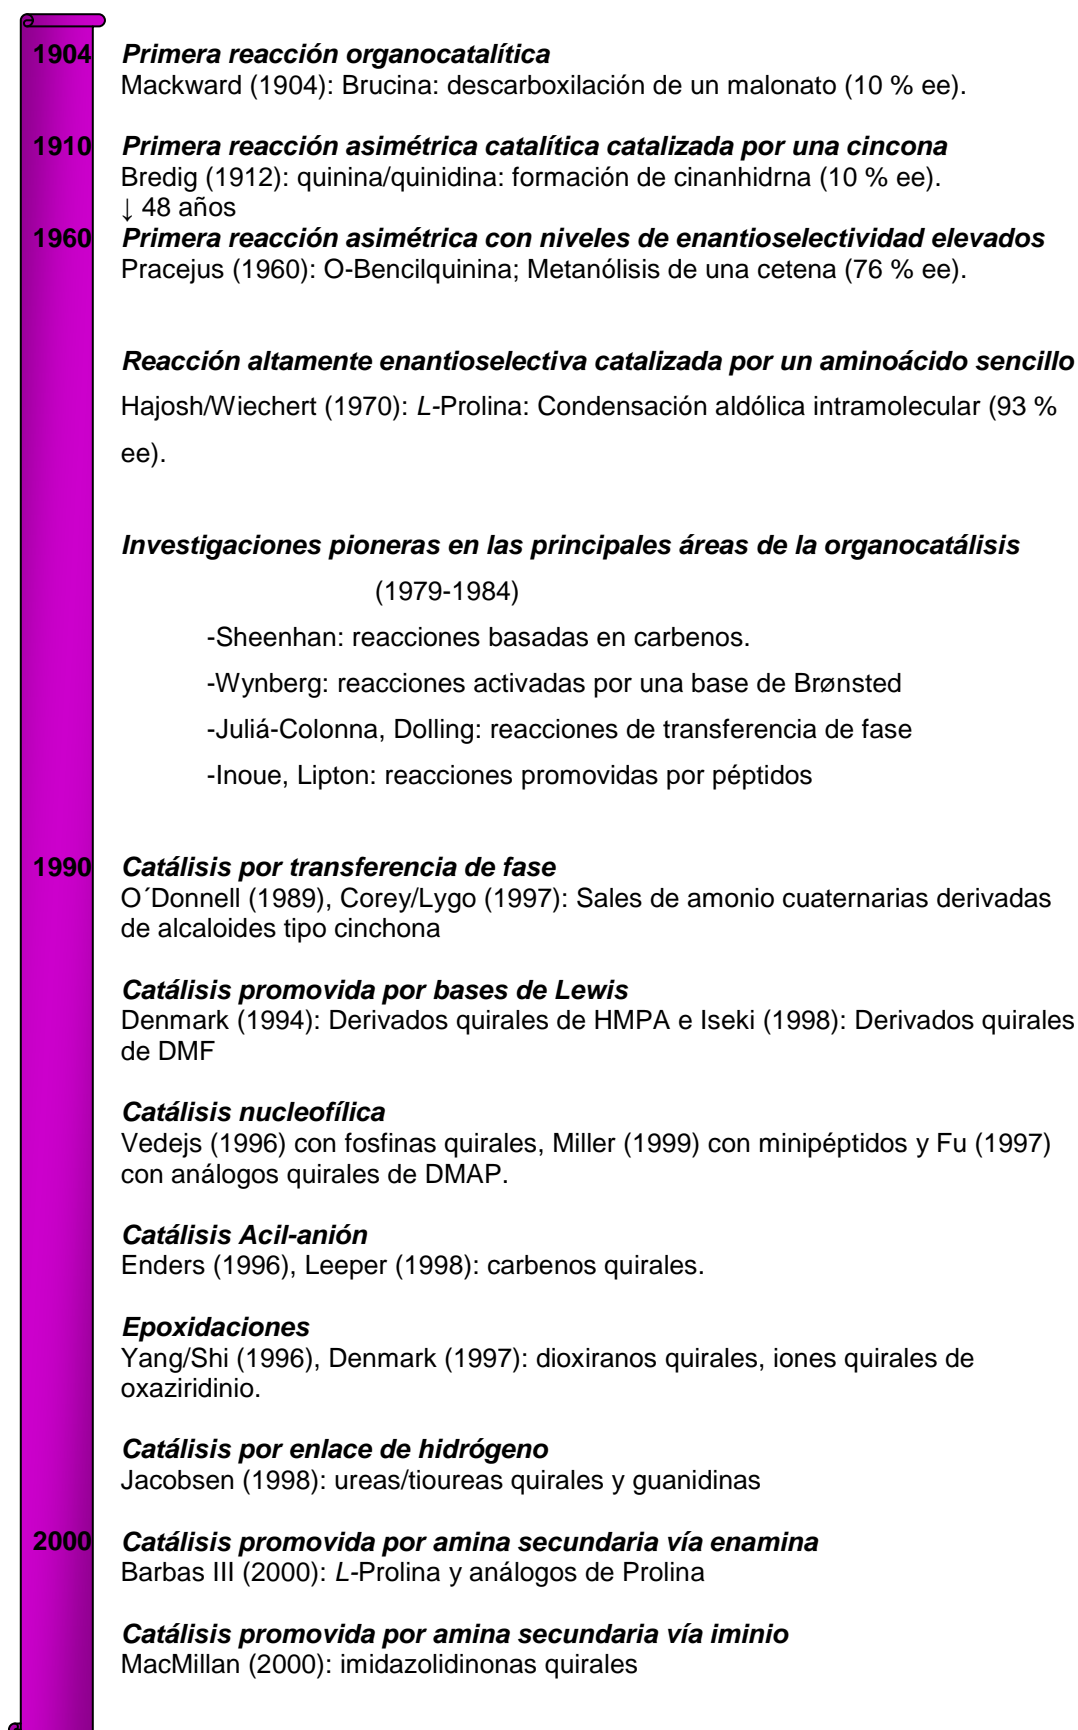 1904 Primera reacción organocatalítica
Mackward (1904): Brucina: descarboxilación de un malonato (10 % ee).
1910 Primera reacción asimétrica catalítica catalizada por una cincona
Bredig (1912): quinina/quinidina: formación de cinanhidrna (10 % ee).
↓ 48 años
1960 Primera reacción asimétrica con niveles de enantioselectividad elevados
Pracejus (1960): O-Bencilquinina; Metanólisis de una cetena (76 % ee).
Reacción altamente enantioselectiva catalizada por un aminoácido sencillo
Hajosh/Wiechert (1970): L-Prolina: Condensación aldólica intramolecular (93 %
ee).
Investigaciones pioneras en las principales áreas de la organocatálisis
(1979-1984)
-Sheenhan: reacciones basadas en carbenos.
-Wynberg: reacciones activadas por una base de Brønsted
-Juliá-Colonna, Dolling: reacciones de transferencia de fase
-Inoue, Lipton: reacciones promovidas por péptidos
1990 Catálisis por transferencia de fase
O´Donnell (1989), Corey/Lygo (1997): Sales de amonio cuaternarias derivadas
de alcaloides tipo cinchona
Catálisis promovida por bases de Lewis
Denmark (1994): Derivados quirales de HMPA e Iseki (1998): Derivados quirales
de DMF
Catálisis nucleofílica
Vedejs (1996) con fosfinas quirales, Miller (1999) con minipéptidos y Fu (1997)
con análogos quirales de DMAP.
Catálisis Acil-anión
Enders (1996), Leeper (1998): carbenos quirales.
Epoxidaciones
Yang/Shi (1996), Denmark (1997): dioxiranos quirales, iones quirales de
oxaziridinio.
Catálisis por enlace de hidrógeno
Jacobsen (1998): ureas/tioureas quirales y guanidinas
2000 Catálisis promovida por amina secundaria vía enamina
Barbas III (2000): L-Prolina y análogos de Prolina
Catálisis promovida por amina secundaria vía iminio
MacMillan (2000): imidazolidinonas quirales